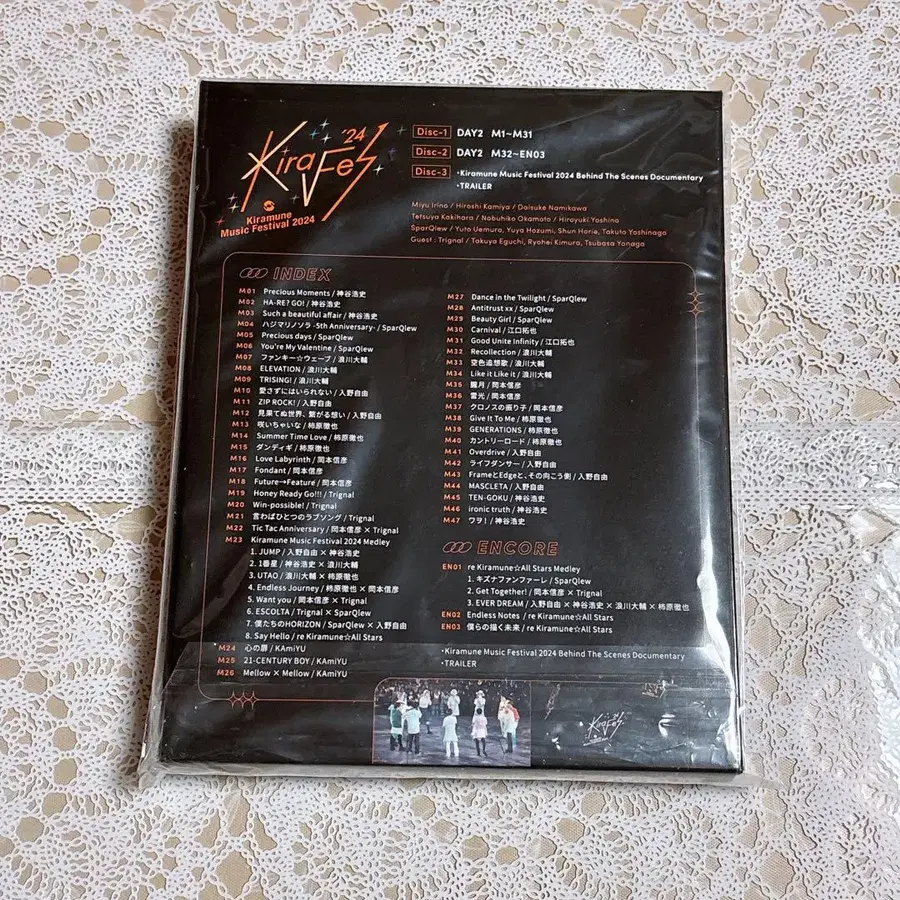 '24
KiraFes
Kiramune
Music Festival 2024
Disc-1 DAY2 M1~M31
Disc-2 DAY2 M32~EN03
Disc-3 ・Kiramune Music Festival 2024 Behind The Scenes Documentary
・TRAILER
Miyu Irino / Hiroshi Kamiya / Daisuke Namikawa
Tetsuya Kakihara / Nobuhiko Okamoto / Hiroyuki Yoshino
SparQlew / Yuto Uemura, Yuya Hozumi, Shun Horie, Takuto Yoshinaga
Guest : Trignal / Takuya Eguchi, Ryohei Kimura, Tsubasa Yonaga
INDEX
M01 Precious Moments / 神谷浩史
M02 HA-RE? GO! / 神谷浩史
M03 Such a beautiful affair / 神谷浩史
M04 ハジマリノソラ -5th Anniversary- / SparQlew
M05 Precious days / SparQlew
M06 You're My Valentine / SparQlew
M07 ファンキー☆ウェーブ / 浪川大輔
M08 ELEVATION / 浪川大輔
M09 TRISING! / 浪川大輔
M10 愛さずにはいられない / 入野自由
M11 ZIP ROCK! / 入野自由
M12 見果てぬ世界、繋がる想い / 入野自由
M13 咲いちゃいな / 柿原徹也
M14 Summer Time Love / 柿原徹也
M15 ダンディギ / 柿原徹也
M16 Love Labyrinth / 岡本信彦
M17 Fondant / 岡本信彦
M18 Future→Feature / 岡本信彦
M19 Honey Ready Go!!! / Trignal
M20 Win-possible! / Trignal
M21 言わばひとつのラブソング / Trignal
M22 Tic Tac Anniversary / 岡本信彦 × Trignal
M23 Kiramune Music Festival 2024 Medley
1. JUMP / 入野自由 × 神谷浩史
2. 1番星 / 神谷浩史 × 浪川大輔
3. UTAO / 浪川大輔 × 柿原徹也
4. Endless Journey / 柿原徹也 × 岡本信彦
5. Want you / 岡本信彦 × Trignal
6. ESCOLTA / Trignal × SparQlew
7. 僕たちのHORIZON / SparQlew × 入野自由
8. Say Hello / re Kiramune☆All Stars
M24 心の扉 / KAmiYU
M25 21-CENTURY BOY / KAmiYU
M26 Mellow × Mellow / KAmiYU
M27 Dance in the Twilight / SparQlew
M28 Antitrust xx / SparQlew
M29 Beauty Girl / SparQlew
M30 Carnival / 江口拓也
M31 Good Unite Infinity / 江口拓也
M32 Recollection / 浪川大輔
M33 空色追想歌 / 浪川大輔
M34 Like it Like it / 浪川大輔
M35 朧月 / 岡本信彦
M36 雷光 / 岡本信彦
M37 クロノスの振り子 / 岡本信彦
M38 Give It To Me / 柿原徹也
M39 GENERATIONS / 柿原徹也
M40 カントリーロード / 柿原徹也
M41 Overdrive / 入野自由
M42 ライフダンサー / 入野自由
M43 FrameとEdgeと、その向こう側 / 入野自由
M44 MASCLETA / 入野自由
M45 TEN-GOKU / 神谷浩史
M46 ironic truth / 神谷浩史
M47 ワヲ! / 神谷浩史
ENCORE
EN01 re Kiramune☆All Stars Medley
1. キズナファンファーレ / SparQlew
2. Get Together! / 岡本信彦 × Trignal
3. EVER DREAM / 入野自由 × 神谷浩史 × 浪川大輔 × 柿原徹也
EN02 Endless Notes / re Kiramune☆All Stars
EN03 僕らの描く未来 / re Kiramune☆All Stars
・Kiramune Music Festival 2024 Behind The Scenes Documentary
・TRAILER
'24
KiraFes